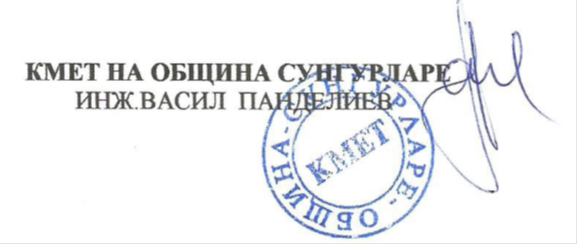 КМЕТ НА ОБЩИНА СУНГУРЛАРЕ
ИНЖ.ВАСИЛ ПАНДЕЛИЕВ
ОБЩИНА-СУНГУРЛАРЕ-
КМЕТ